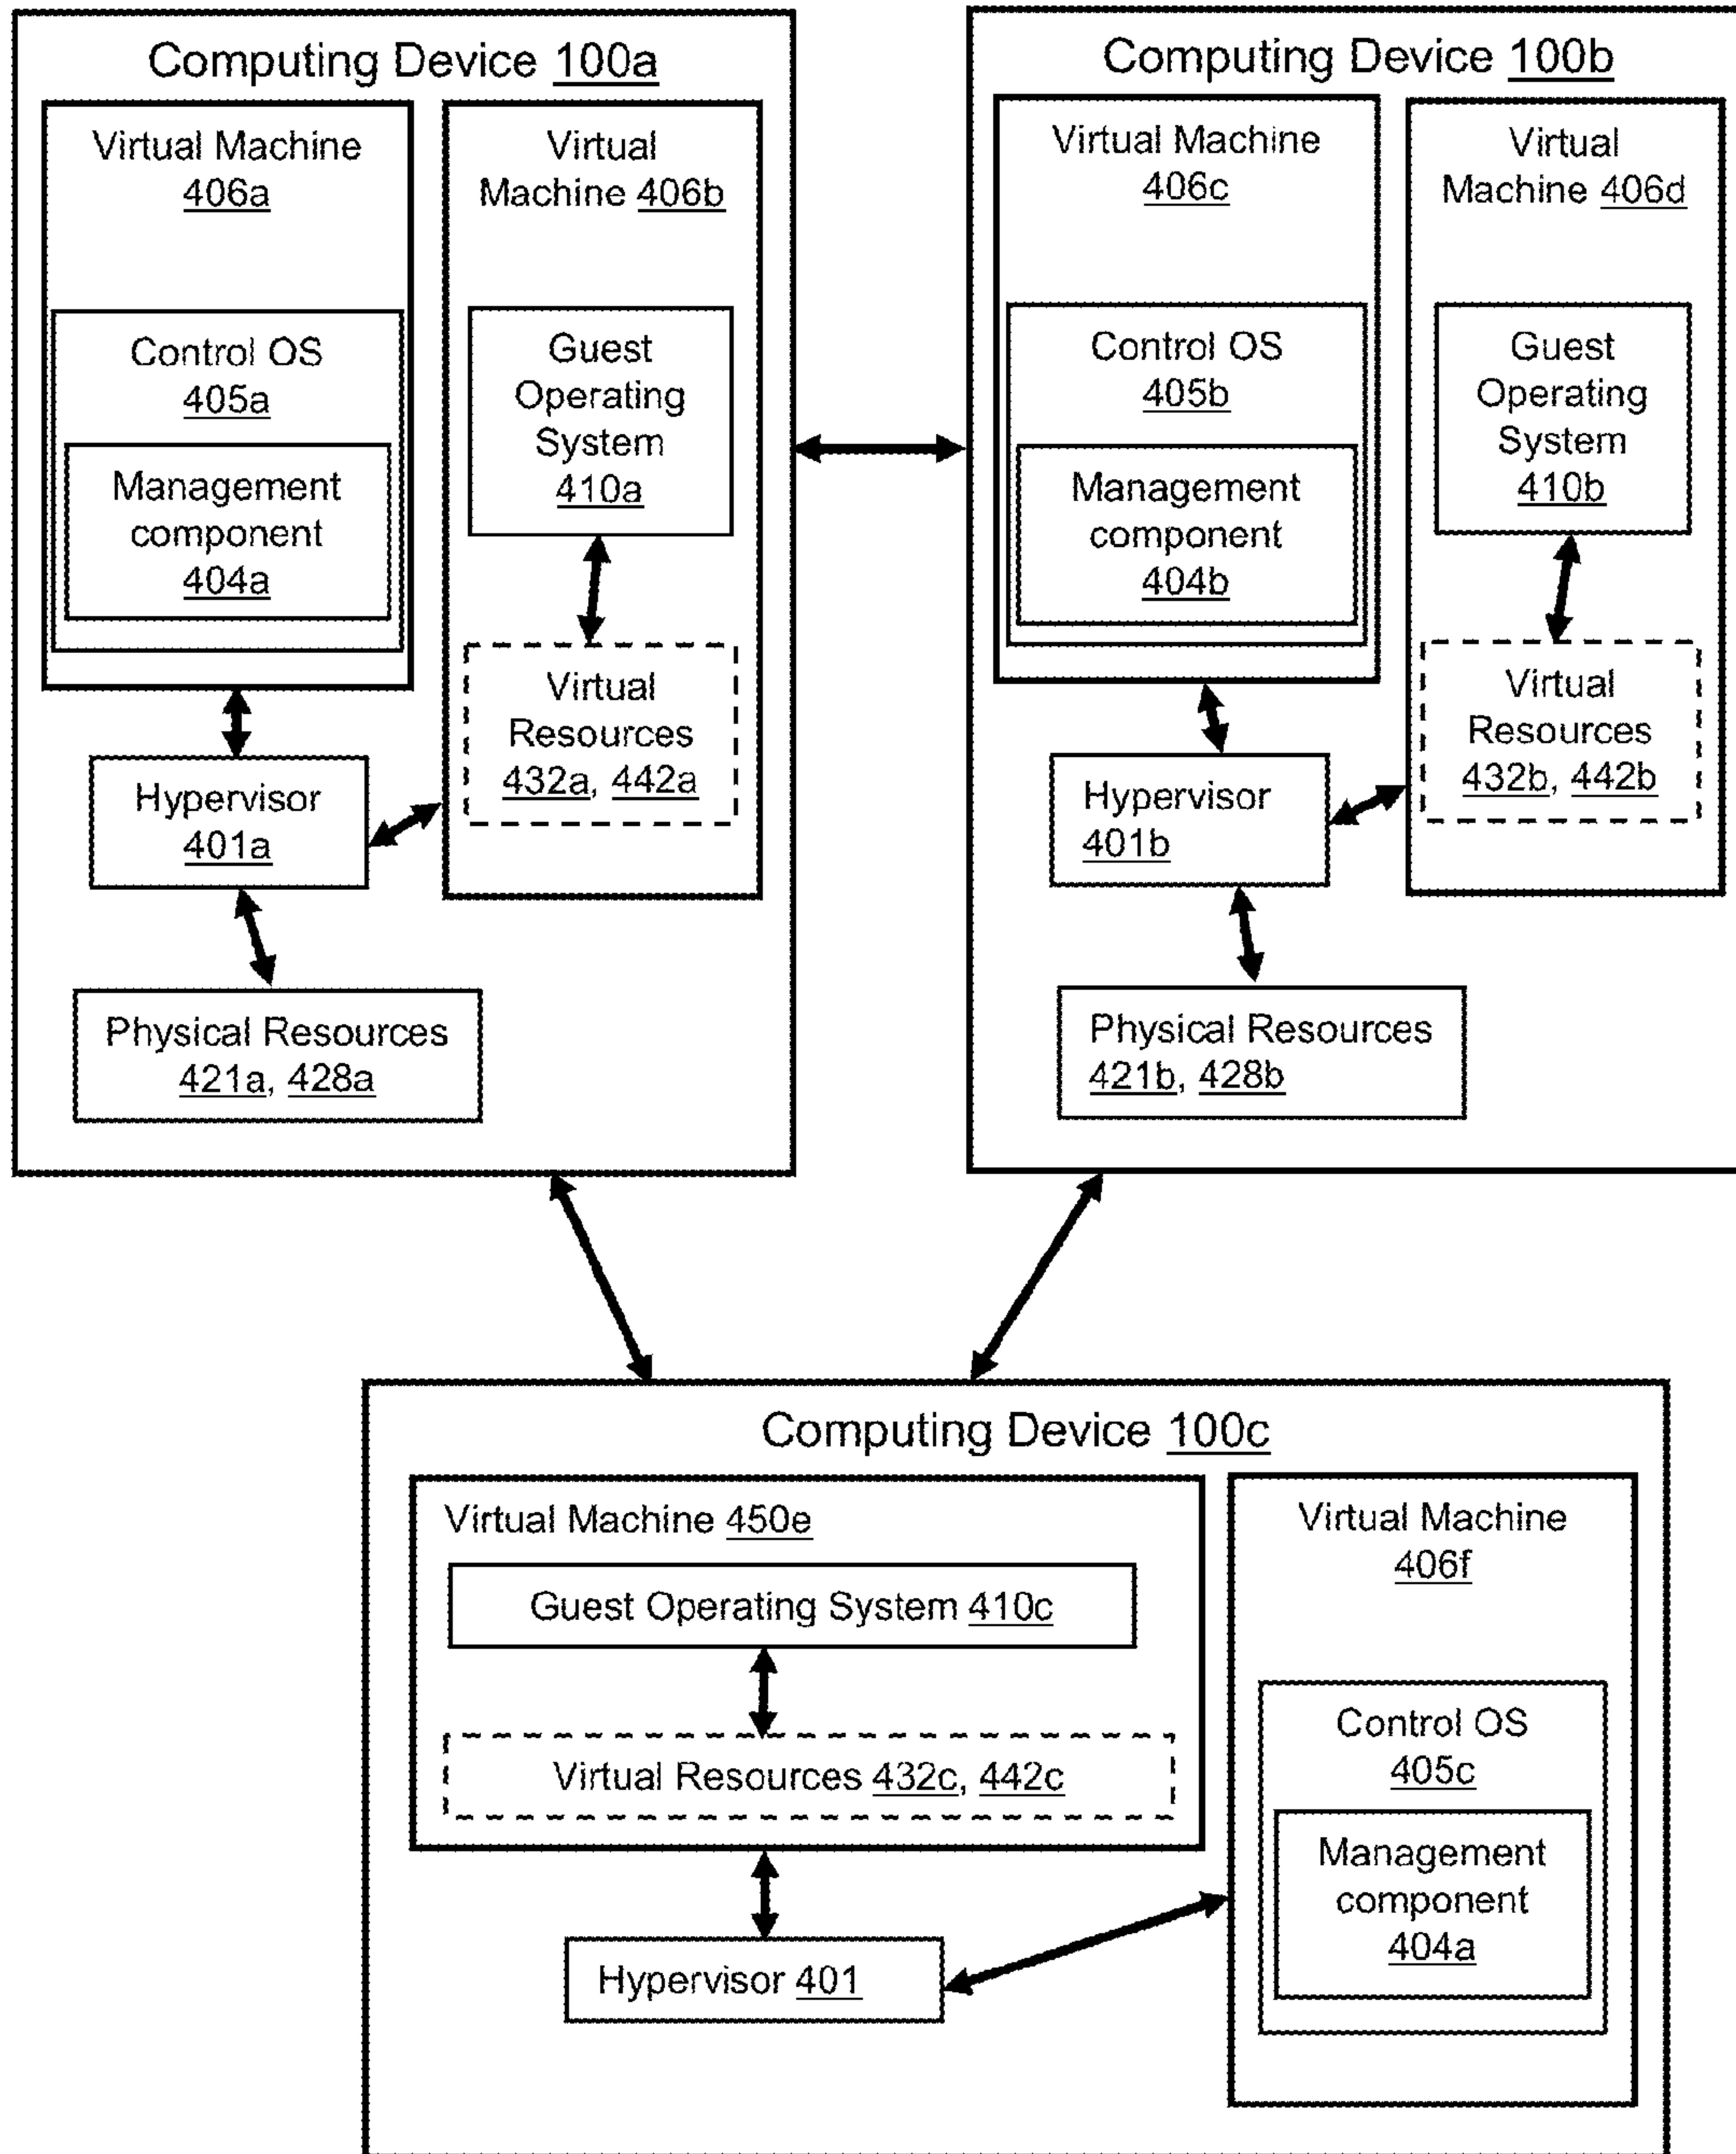 Computing Device 100a
Virtual Machine
406a
Control OS
405a
Management
component
404a
Virtual
Machine 406b
Guest
Operating
System
410a
Virtual
Resources
432a, 442a
Hypervisor
401a
Physical Resources
421a, 428a
Computing Device 100b
Virtual Machine
406c
Control OS
405b
Management
component
404b
Virtual
Machine 406d
Guest
Operating
System
410b
Virtual
Resources
432b, 442b
Hypervisor
401b
Physical Resources
421b, 428b
Computing Device 100c
Virtual Machine 450e
Guest Operating System 410c
Virtual Resources 432c, 442c
Hypervisor 401
Virtual Machine
406f
Control OS
405c
Management
component
404a